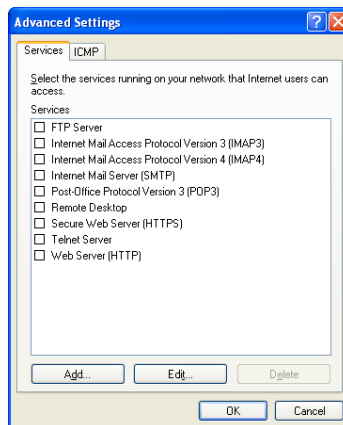 Advanced Settings
Services ICMP
Select the services running on your network that Internet users can
access.
Services
FTP Server
Internet Mail Access Protocol Version 3 (IMAP3)
Internet Mail Access Protocol Version 4 (IMAP4)
Internet Mail Server (SMTP)
Post-Office Protocol Version 3 (POP3)
Remote Desktop
Secure Web Server (HTTPS)
Telnet Server
Web Server (HTTP)
Add... Edit... Delete
OK Cancel